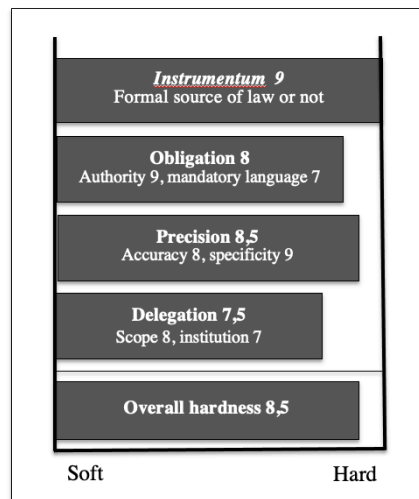 Instrumentum 9
Formal source of law or not
Obligation 8
Authority 9, mandatory language 7
Precision 8,5
Accuracy 8, specificity 9
Delegation 7,5
Scope 8, institution 7
Overall hardness 8,5
Soft Hard